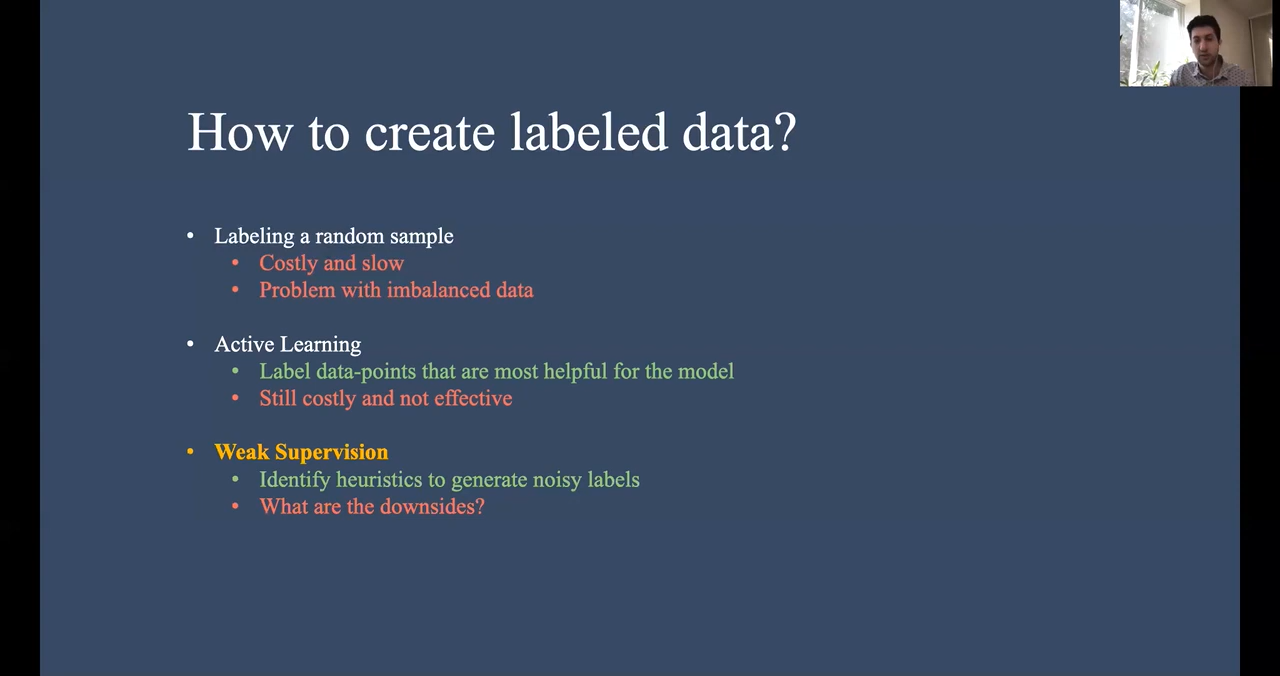 How to create labeled data?
• Labeling a random sample
• Costly and slow
• Problem with imbalanced data
• Active Learning
• Label data-points that are most helpful for the model
• Still costly and not effective
• Weak Supervision
• Identify heuristics to generate noisy labels
• What are the downsides?